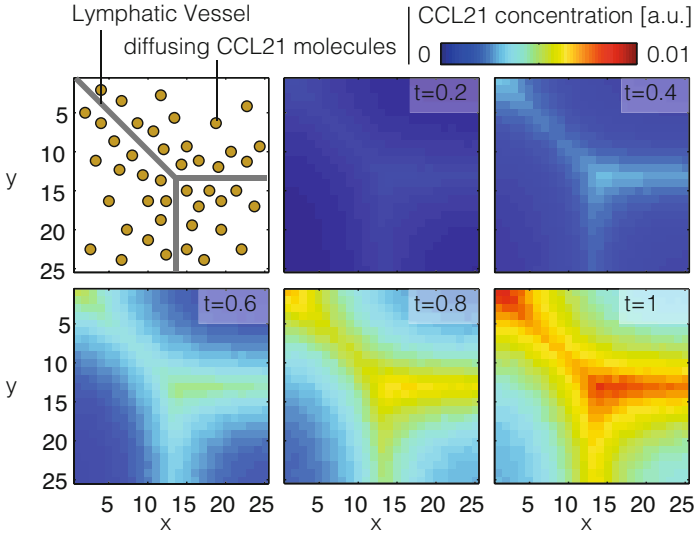 Lymphatic Vessel
diffusing CCL21 molecules
CCL21 concentration [a.u.]
0 0.01
5
10
15
20
25
y
t=0.2
t=0.4
5
10
15
20
25
y
t=0.6
t=0.8
t=1
5 10 15 20 25
5 10 15 20 25
5 10 15 20 25
x
x
x